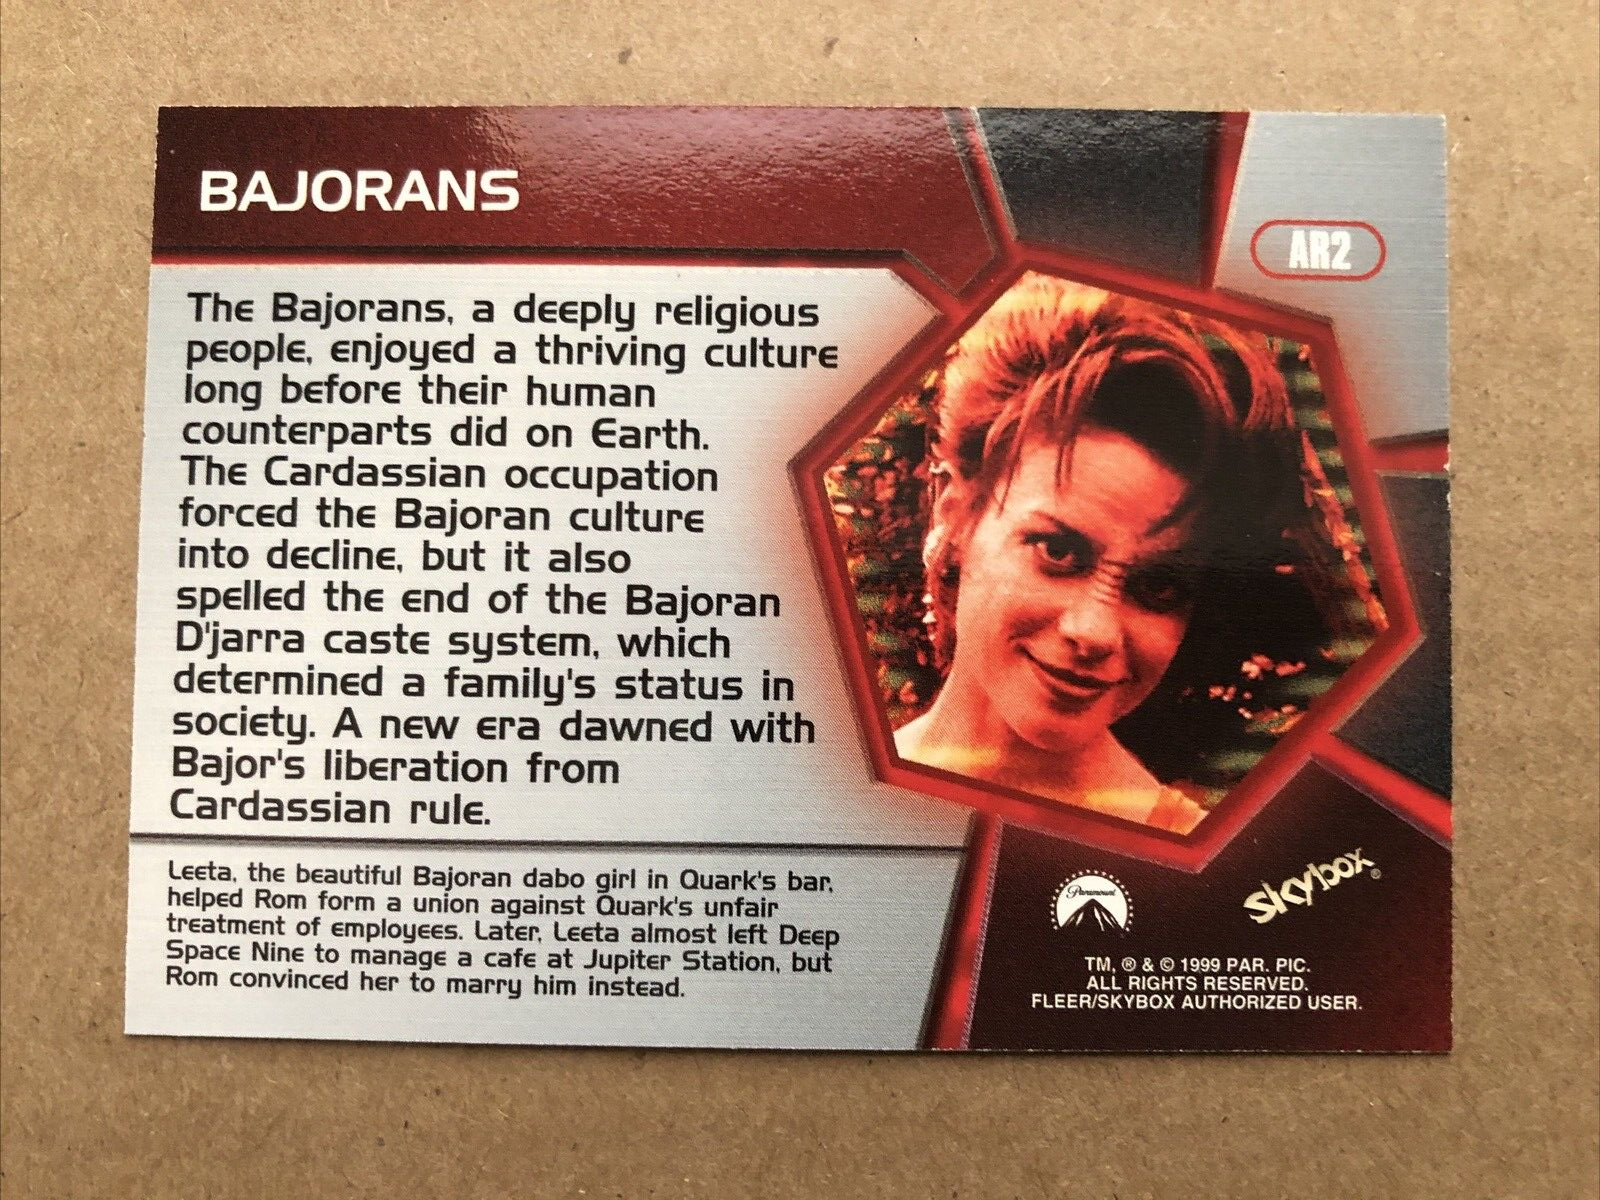 BAJORANS
AR2
The Bajorans, a deeply religious
people, enjoyed a thriving culture
long before their human
counterparts did on Earth.
The Cardassian occupation
forced the Bajoran culture
into decline, but it also
spelled the end of the Bajoran
D'jarra caste system, which
determined a family's status in
society. A new era dawned with
Bajor's liberation from
Cardassian rule.
Leeta, the beautiful Bajoran dabo girl in Quark's bar,
helped Rom form a union against Quark's unfair
treatment of employees. Later, Leeta almost left Deep
Space Nine to manage a cafe at Jupiter Station, but
Rom convinced her to marry him instead.
Paramount
skybox®
TM, ® & © 1999 PAR. PIC.
ALL RIGHTS RESERVED.
FLEER/SKYBOX AUTHORIZED USER.